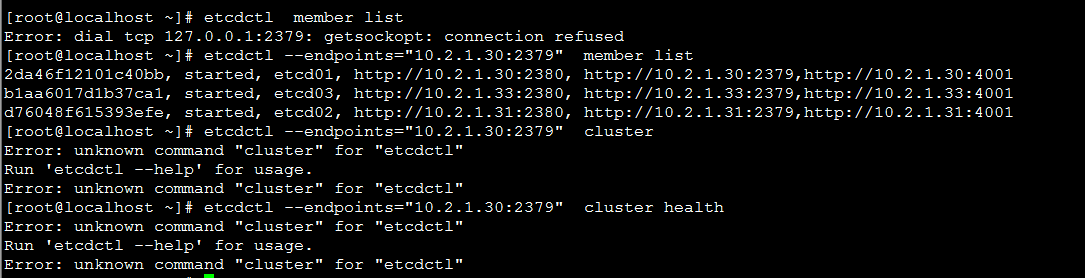 [root@localhost ~]# etcdctl  member list
Error: dial tcp 127.0.0.1:2379: getsockopt: connection refused
[root@localhost ~]# etcdctl --endpoints="10.2.1.30:2379"  member list
2da46f12101c40bb, started, etcd01, http://10.2.1.30:2380, http://10.2.1.30:2379,http://10.2.1.30:4001
b1aa6017d1b37ca1, started, etcd03, http://10.2.1.33:2380, http://10.2.1.33:2379,http://10.2.1.33:4001
d76048f615393efe, started, etcd02, http://10.2.1.31:2380, http://10.2.1.31:2379,http://10.2.1.31:4001
[root@localhost ~]# etcdctl --endpoints="10.2.1.30:2379"  cluster
Error: unknown command "cluster" for "etcdctl"
Run 'etcdctl --help' for usage.
Error: unknown command "cluster" for "etcdctl"
[root@localhost ~]# etcdctl --endpoints="10.2.1.30:2379"  cluster health
Error: unknown command "cluster" for "etcdctl"
Run 'etcdctl --help' for usage.
Error: unknown command "cluster" for "etcdctl"